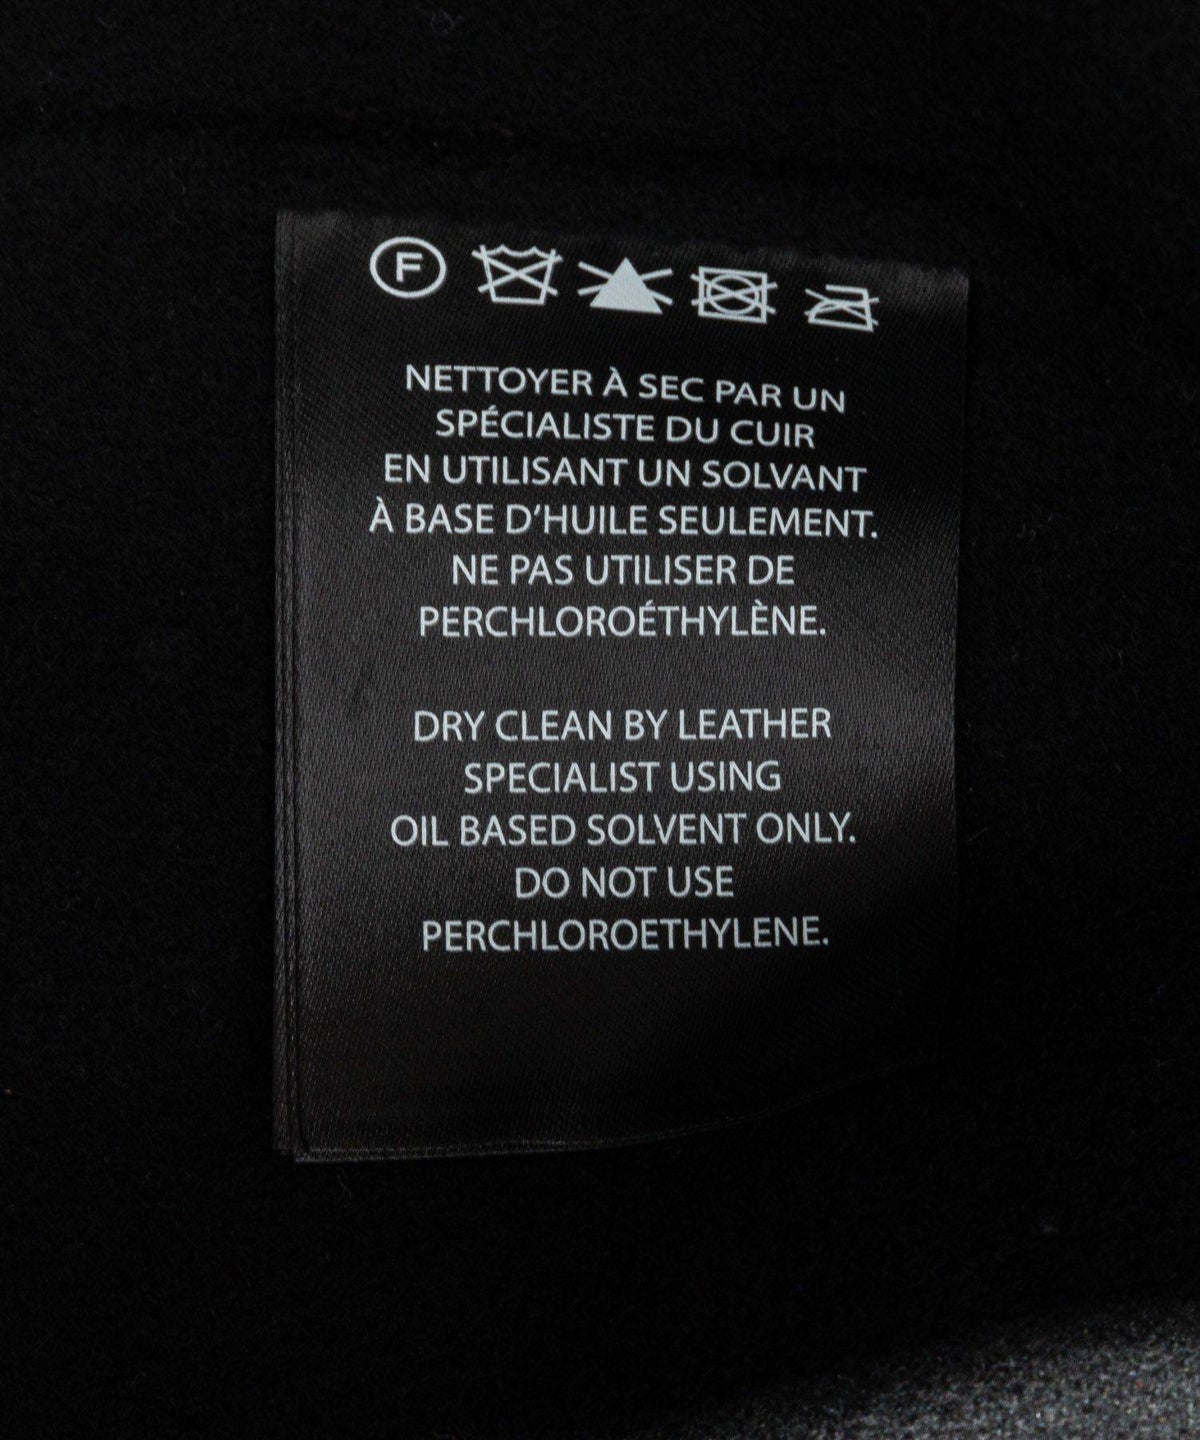 F
NETTOYER À SEC PAR UN
SPÉCIALISTE DU CUIR
EN UTILISANT UN SOLVANT
À BASE D'HUILE SEULEMENT.
NE PAS UTILISER DE
PERCHLOROÉTHYLÈNE.
DRY CLEAN BY LEATHER
SPECIALIST USING
OIL BASED SOLVENT ONLY.
DO NOT USE
PERCHLOROETHYLENE.